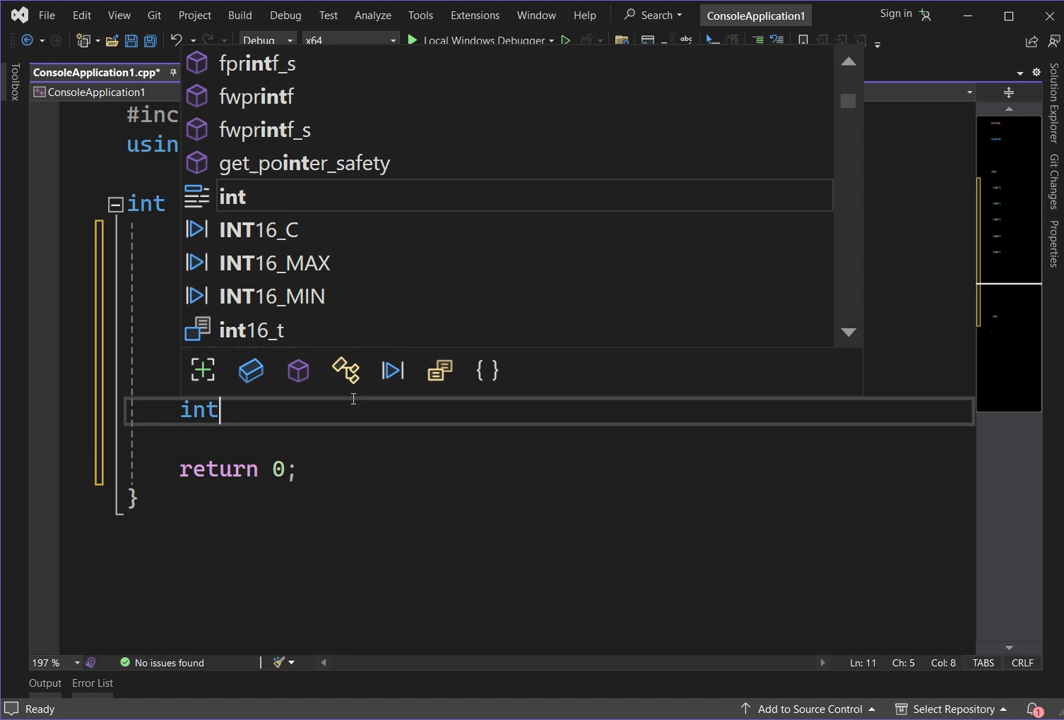 File Edit View Git Project Build Debug Test Analyze Tools Extensions Window Help Search ConsoleApplication1 Sign in
Debug x64 Local Windows Debugger
Toolbox
ConsoleApplication1.cpp*
ConsoleApplication1
#inc
usin
int
fprintf_s
fwprintf
fwprintf_s
get_pointer_safety
int
INT16_C
INT16_MAX
INT16_MIN
int16_t
int
return 0;
}
Solution Explorer
Git Changes
Properties
197 % No issues found Ln: 11 Ch: 5 Col: 8 TABS CRLF
Output Error List
Ready Add to Source Control Select Repository 1